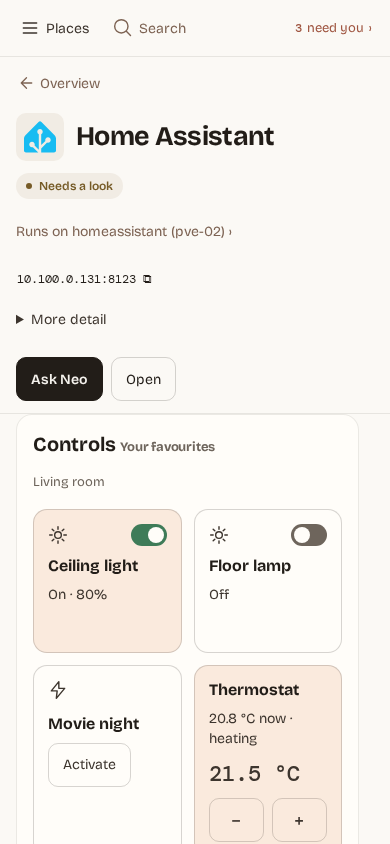 Places
Search
3 need you ›
Overview
Home Assistant
Needs a look
Runs on homeassistant (pve-02) ›
10.100.0.131:8123
More detail
Ask Neo
Open
Controls Your favourites
Living room
Ceiling light
On · 80%
Floor lamp
Off
Movie night
Activate
Thermostat
20.8 °C now ·
heating
21.5 °C
−
+